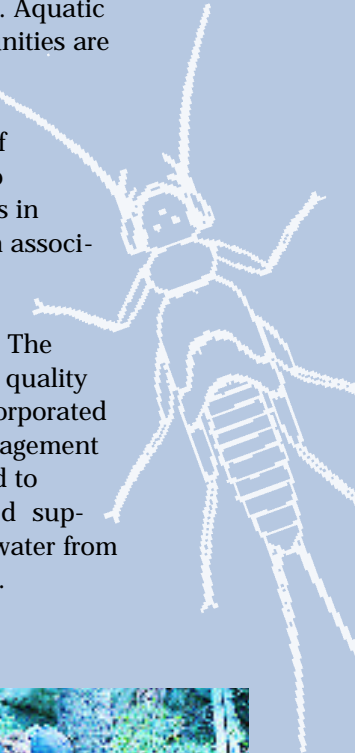 . Aquatic
nities are
f
s in
associ-
The
quality
orporated
agement
d to
d sup-
water from
.